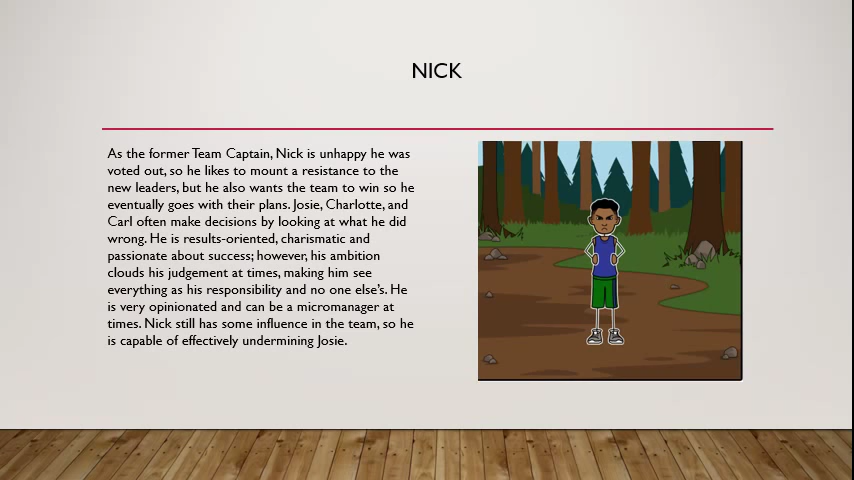 NICK
As the former Team Captain, Nick is unhappy he was
voted out, so he likes to mount a resistance to the
new leaders, but he also wants the team to win so he
eventually goes with their plans. Josie, Charlotte, and
Carl often make decisions by looking at what he did
wrong. He is results-oriented, charismatic and
passionate about success; however, his ambition
clouds his judgement at times, making him see
everything as his responsibility and no one else's. He
is very opinionated and can be a micromanager at
times. Nick still has some influence in the team, so he
is capable of effectively undermining Josie.